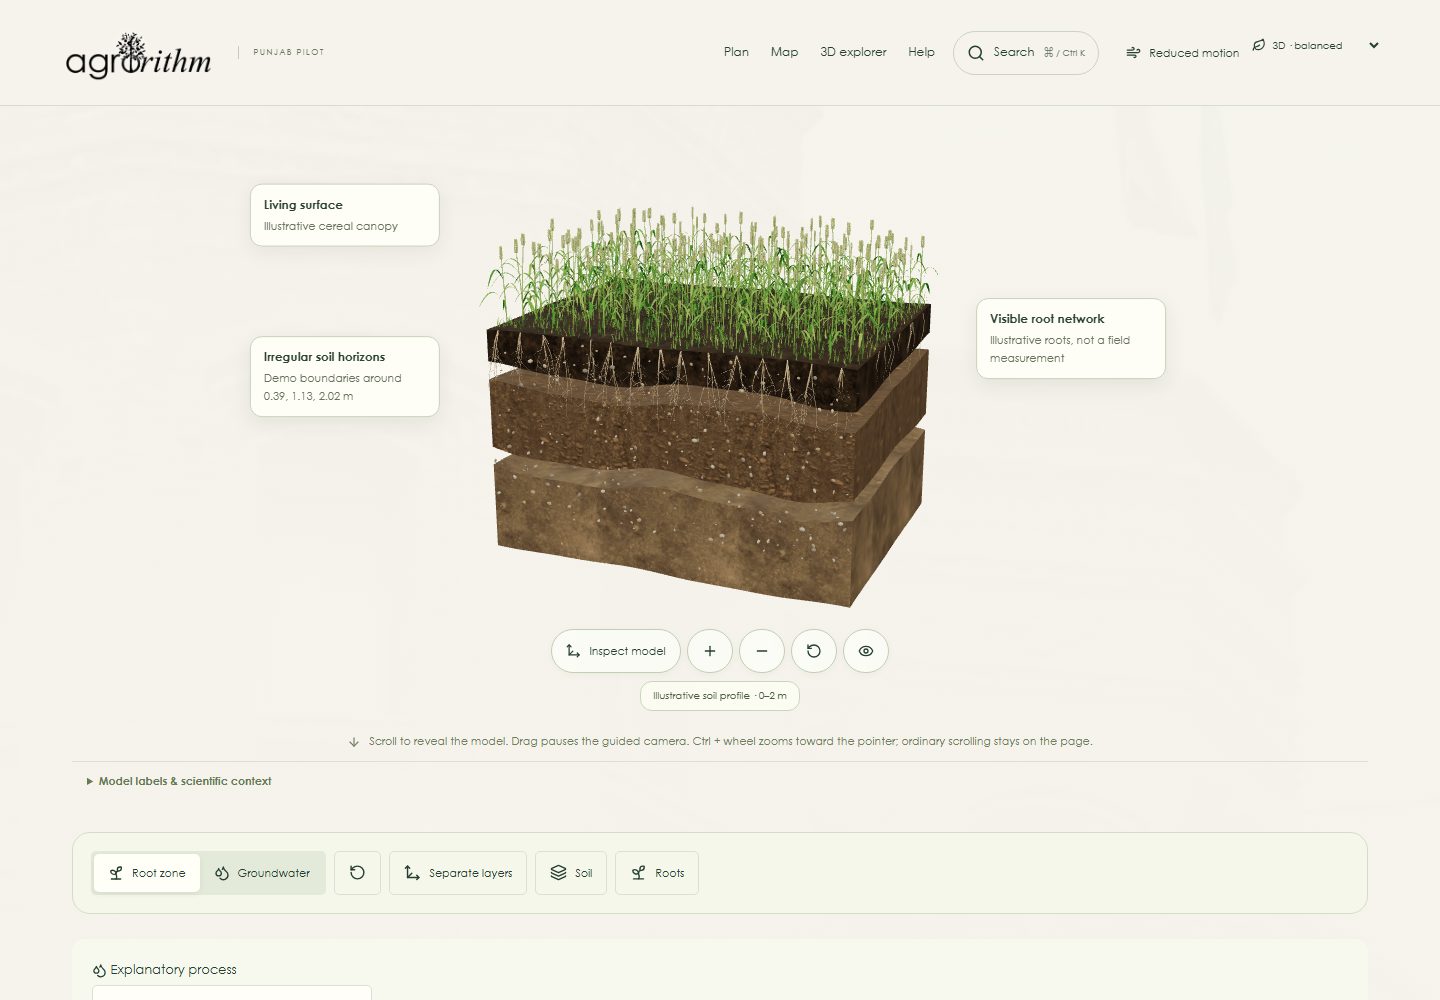 agrorithm
PUNJAB PILOT
Plan
Map
3D explorer
Help
Search ⌘ / Ctrl K
Reduced motion
3D · balanced
Living surface
Illustrative cereal canopy
Irregular soil horizons
Demo boundaries around
0.39, 1.13, 2.02 m
Visible root network
Illustrative roots, not a field
measurement
Inspect model
Illustrative soil profile · 0–2 m
Scroll to reveal the model. Drag pauses the guided camera. Ctrl + wheel zooms toward the pointer; ordinary scrolling stays on the page.
Model labels & scientific context
Root zone
Groundwater
Separate layers
Soil
Roots
Explanatory process